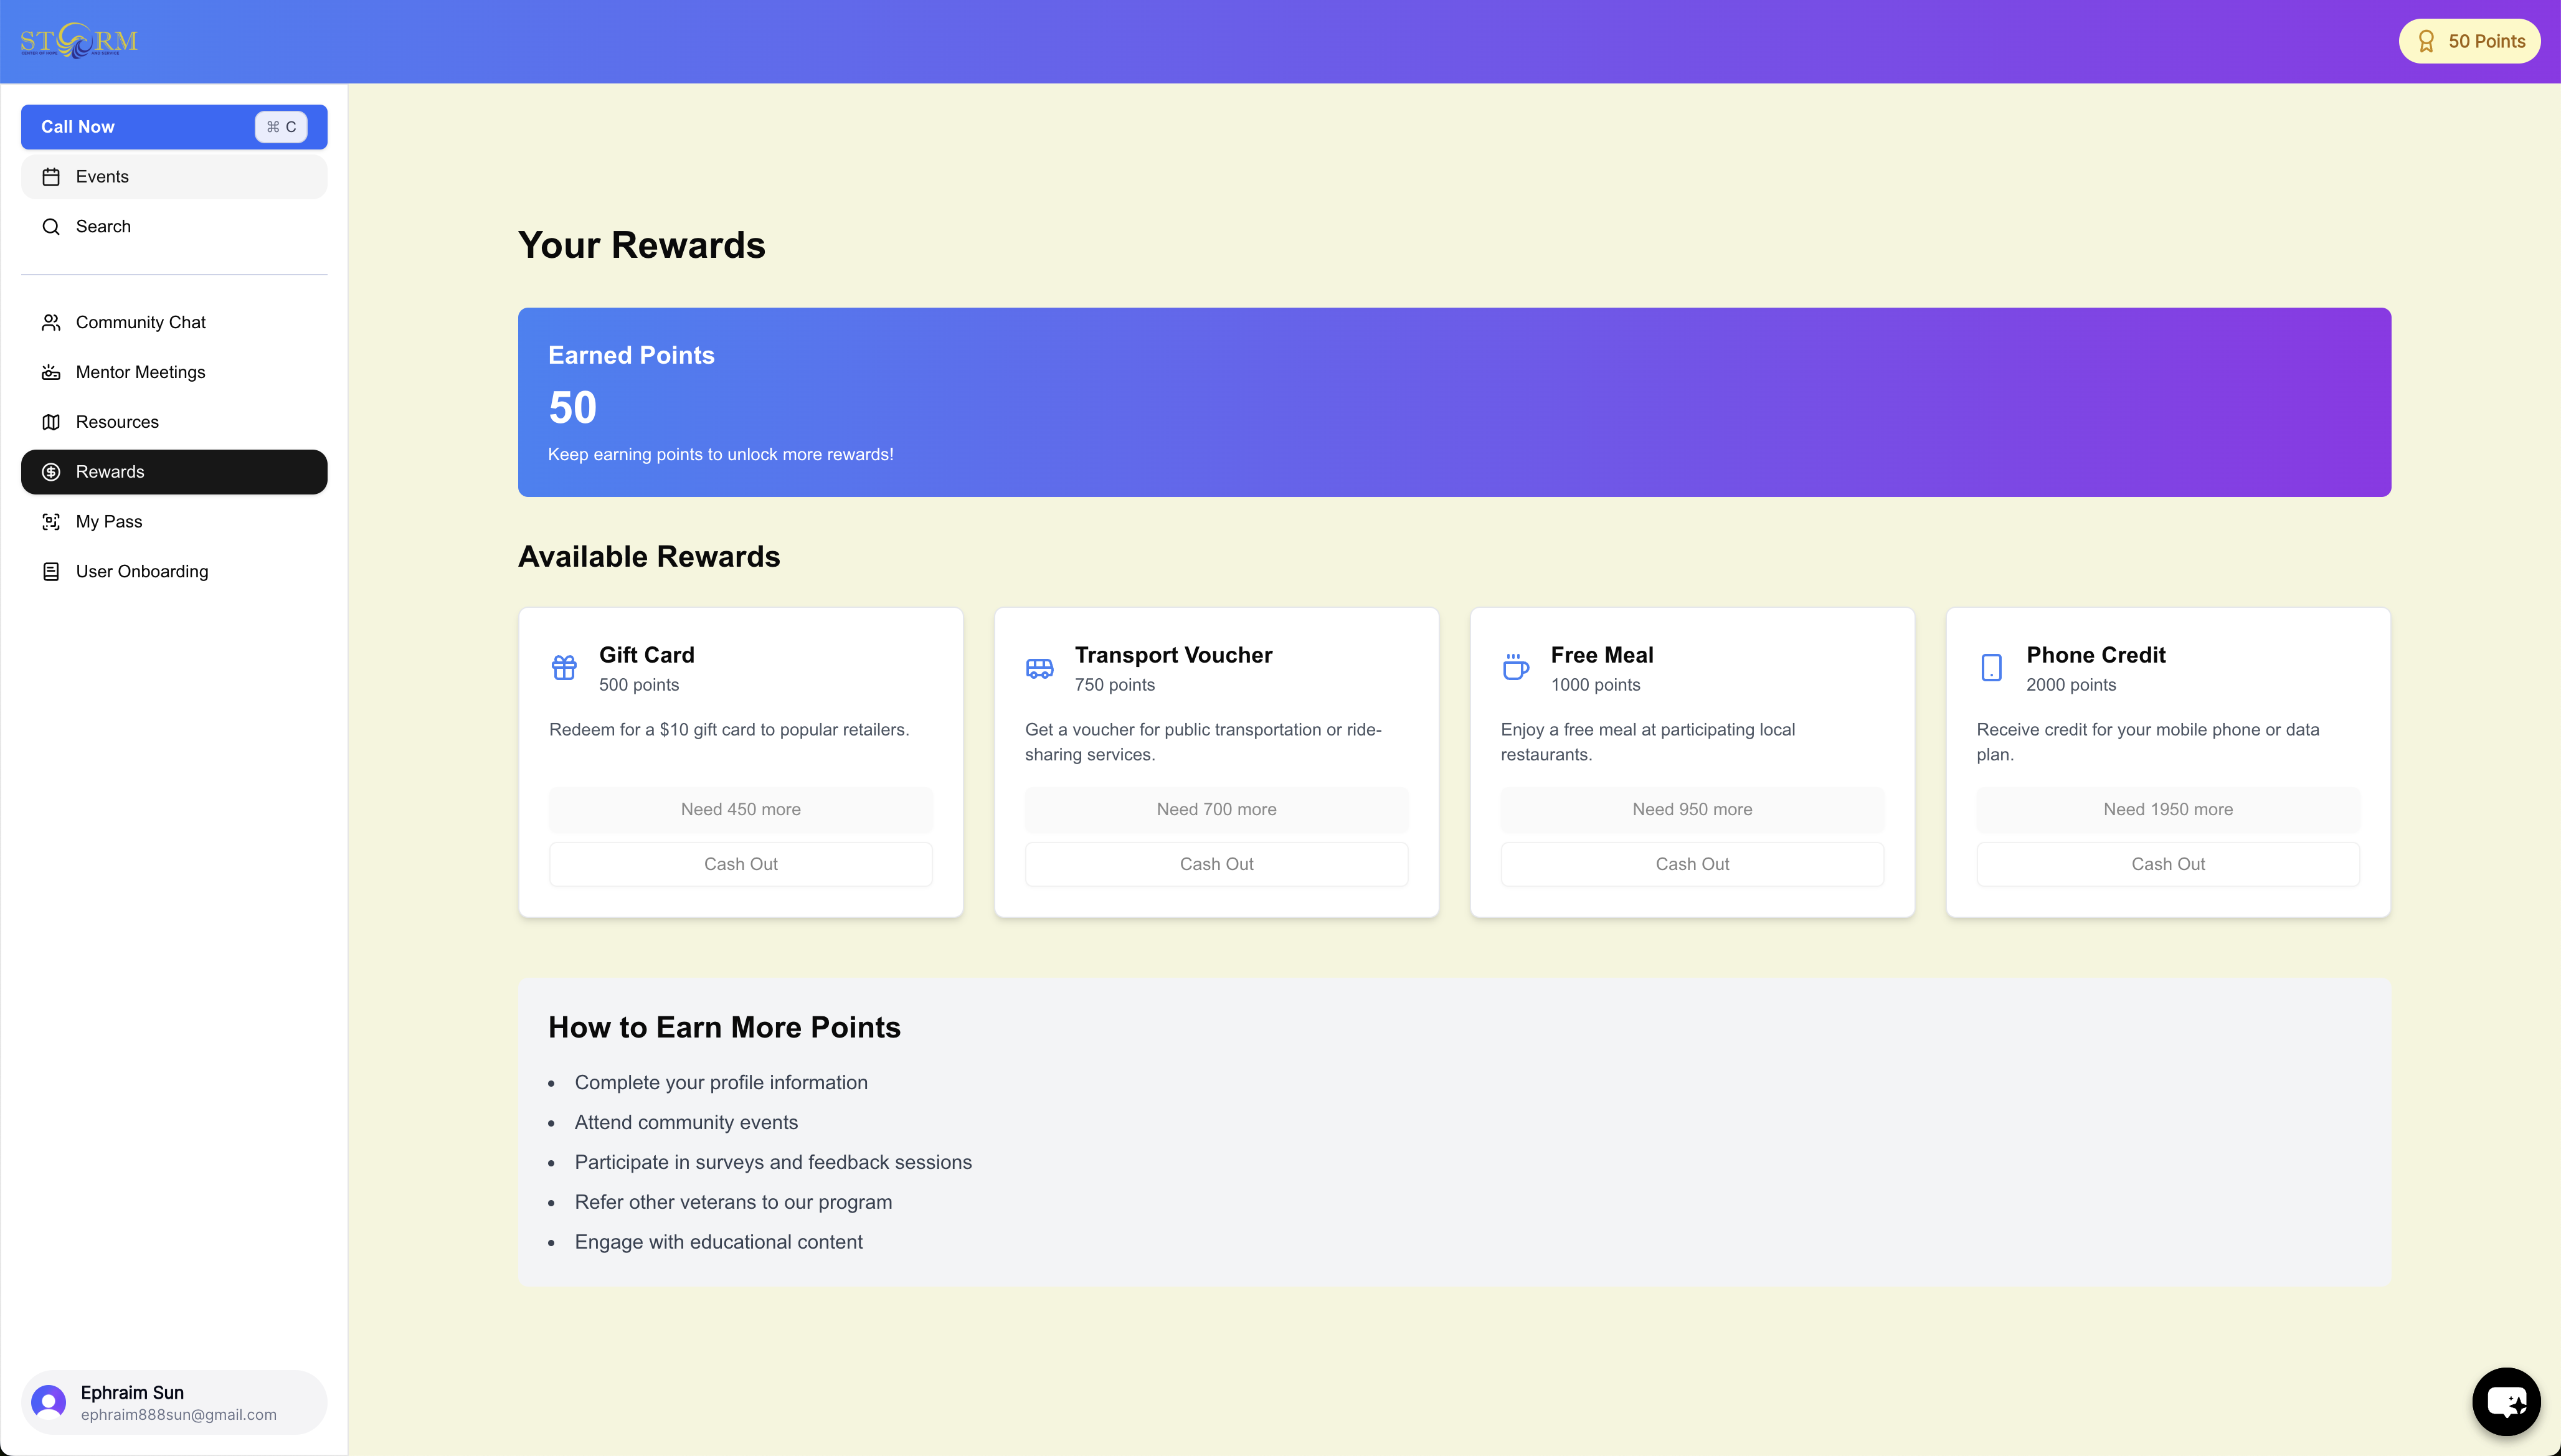 STORM
50 Points
Call Now
⌘ C
Events
Search
Community Chat
Mentor Meetings
Resources
Rewards
My Pass
User Onboarding
Ephraim Sun
ephraim888sun@gmail.com
Your Rewards
Earned Points
50
Keep earning points to unlock more rewards!
Available Rewards
Gift Card
500 points
Redeem for a $10 gift card to popular retailers.
Need 450 more
Cash Out
Transport Voucher
750 points
Get a voucher for public transportation or ride-
sharing services.
Need 700 more
Cash Out
Free Meal
1000 points
Enjoy a free meal at participating local
restaurants.
Need 950 more
Cash Out
Phone Credit
2000 points
Receive credit for your mobile phone or data
plan.
Need 1950 more
Cash Out
How to Earn More Points
• Complete your profile information
• Attend community events
• Participate in surveys and feedback sessions
• Refer other veterans to our program
• Engage with educational content